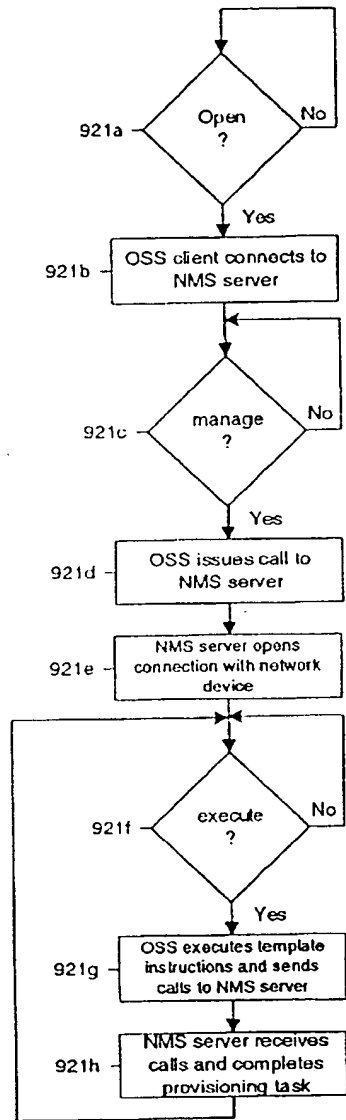 Open
?
No
921a
Yes
OSS client connects to
NMS server
921b
manage
?
No
921c
Yes
OSS issues call to
NMS server
921d
NMS server opens
connection with network
device
921e
execute
?
No
921f
Yes
OSS executes template
instructions and sends
calls to NMS server
921g
NMS server receives
calls and completes
provisioning task
921h